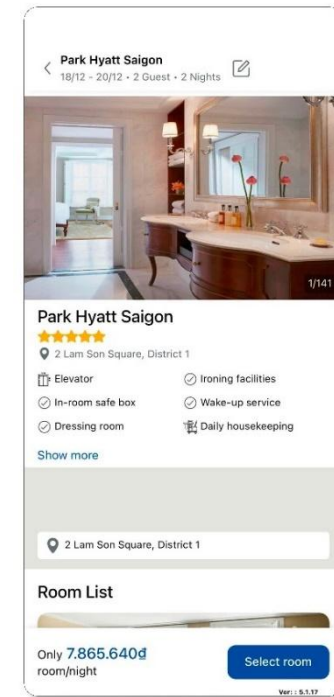 Park Hyatt Saigon
18/12 - 20/12 • 2 Guest • 2 Nights
1/141
Park Hyatt Saigon
2 Lam Son Square, District 1
Elevator
Ironing facilities
In-room safe box
Wake-up service
Dressing room
Daily housekeeping
Show more
2 Lam Son Square, District 1
Room List
Only 7.865.640₫
room/night
Select room
Ver: : 5.1.17